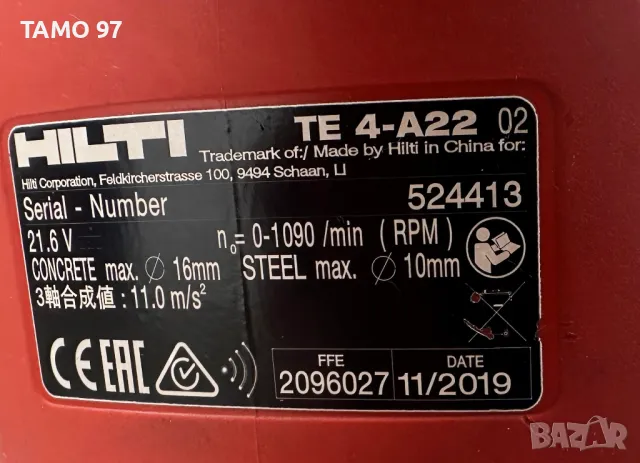 TAMO 97
HILTI TE 4-A22 02
Trademark of:/ Made by Hilti in China for:
Hilti Corporation, Feldkircherstrasse 100, 9494 Schaan, LI
Serial - Number 524413
21.6 V n₀= 0-1090 /min (RPM)
CONCRETE max. ∅ 16mm STEEL max. ∅ 10mm
3軸合成値 : 11.0 m/s²
CE EAC
FFE DATE
2096027 11/2019
BAZAR